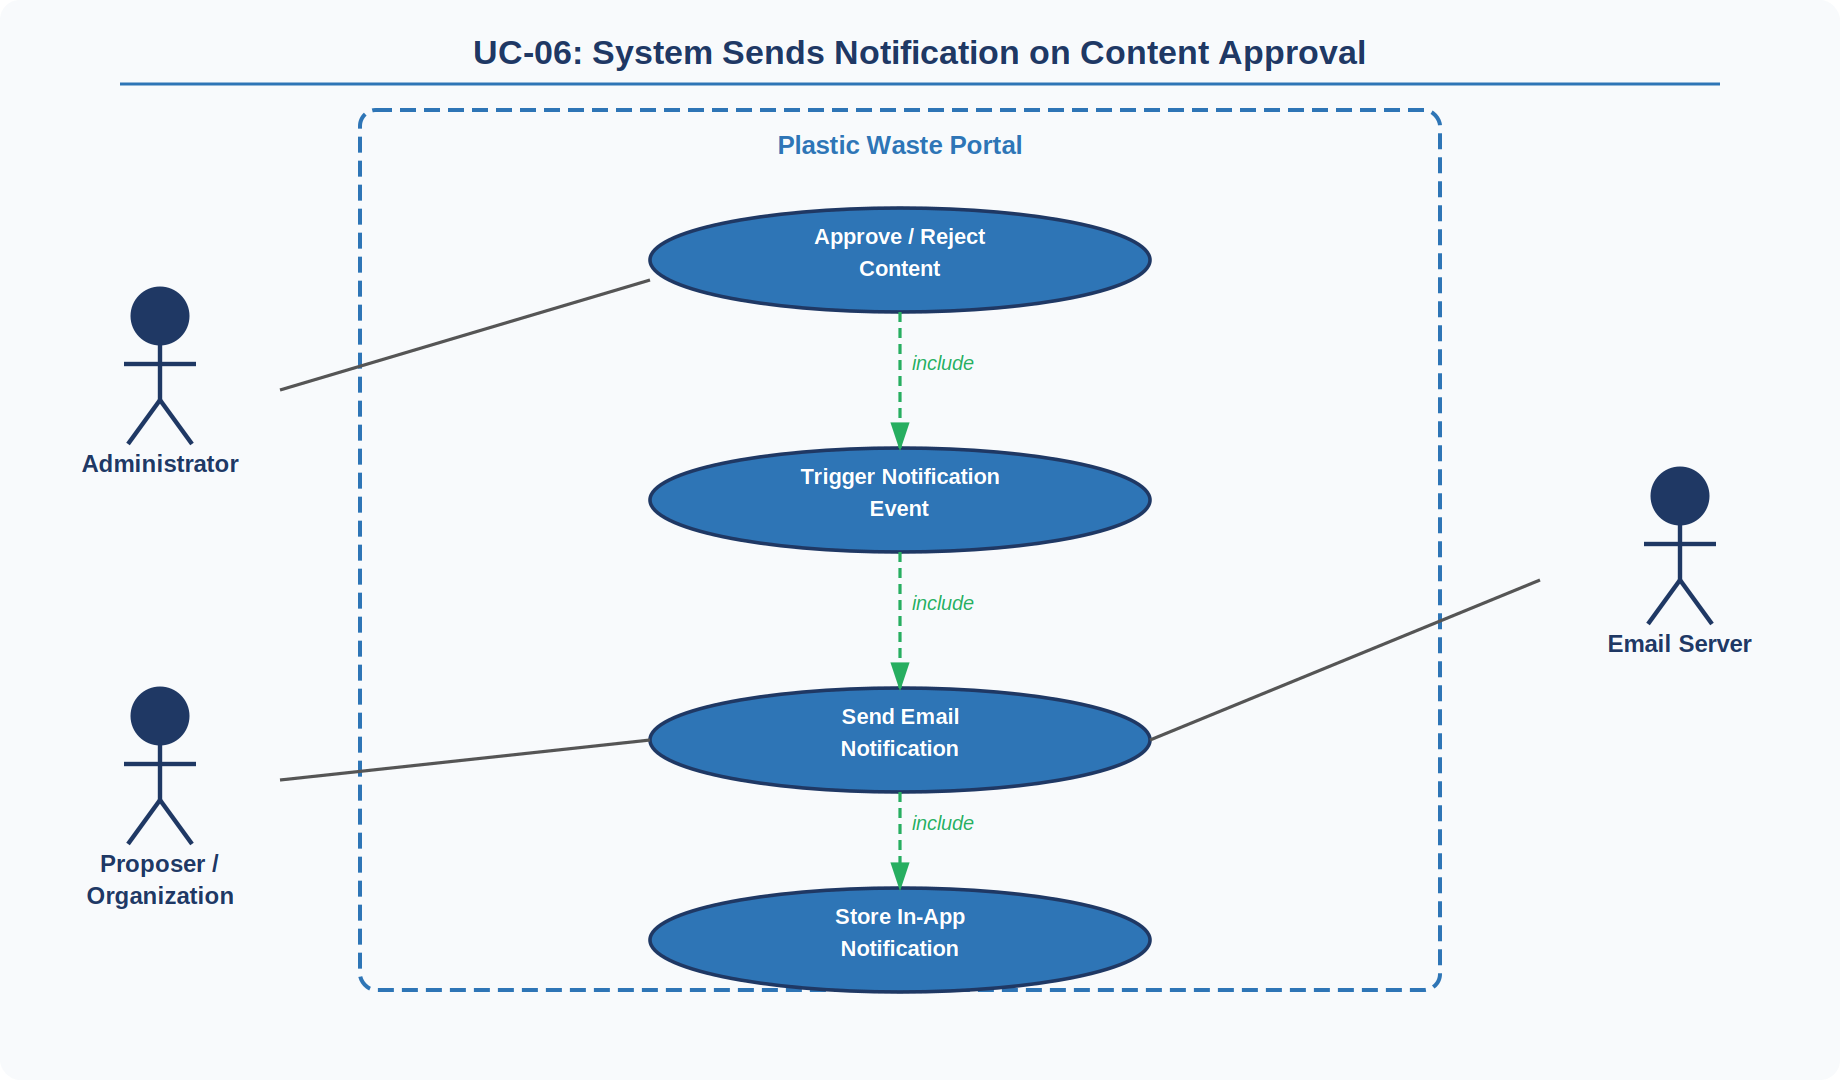 UC-06: System Sends Notification on Content Approval
Plastic Waste Portal
Approve / Reject
Content
include
Administrator
Trigger Notification
Event
include
Email Server
Send Email
Notification
include
Proposer /
Organization
Store In-App
Notification